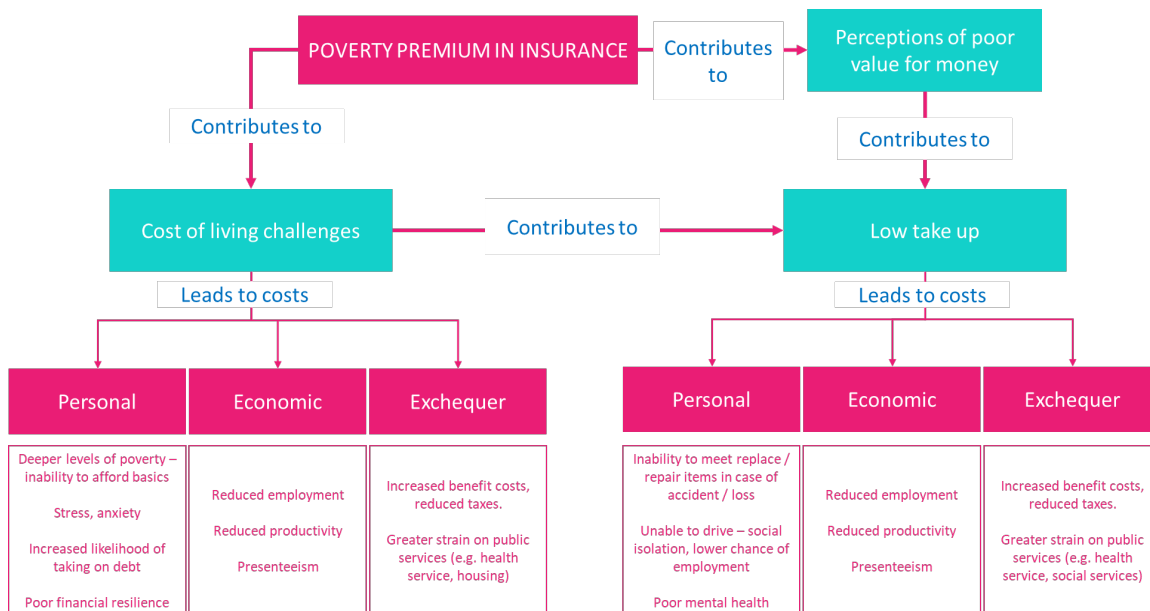 POVERTY PREMIUM IN INSURANCE
Contributes
to
Perceptions of poor
value for money
Contributes to
Contributes to
Cost of living challenges
Contributes to
Low take up
Leads to costs
Leads to costs
Personal
Economic
Exchequer
Personal
Economic
Exchequer
Deeper levels of poverty –
inability to afford basics
Stress, anxiety
Increased likelihood of
taking on debt
Poor financial resilience
Reduced employment
Reduced productivity
Presenteeism
Increased benefit costs,
reduced taxes.
Greater strain on public
services (e.g. health
service, housing)
Inability to meet replace /
repair items in case of
accident / loss
Unable to drive – social
isolation, lower chance of
employment
Poor mental health
Reduced employment
Reduced productivity
Presenteeism
Increased benefit costs,
reduced taxes.
Greater strain on public
services (e.g. health
service, social services)